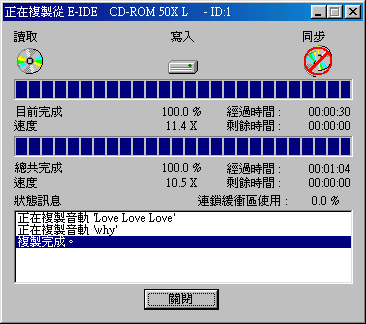 正在複製從 E-IDE CD-ROM 50X L - ID:1
讀取 寫入 同步
目前完成 100.0 % 經過時間 : 00:00:30
速度 11.4 X 剩餘時間 : 00:00:00
總共完成 100.0 % 經過時間 : 00:01:04
速度 10.5 X 剩餘時間 : 00:00:00
狀態訊息 連鎖緩衝區使用 : 0.0 %
正在複製音軌 'Love Love Love'
正在複製音軌 'why'
複製完成。
關閉